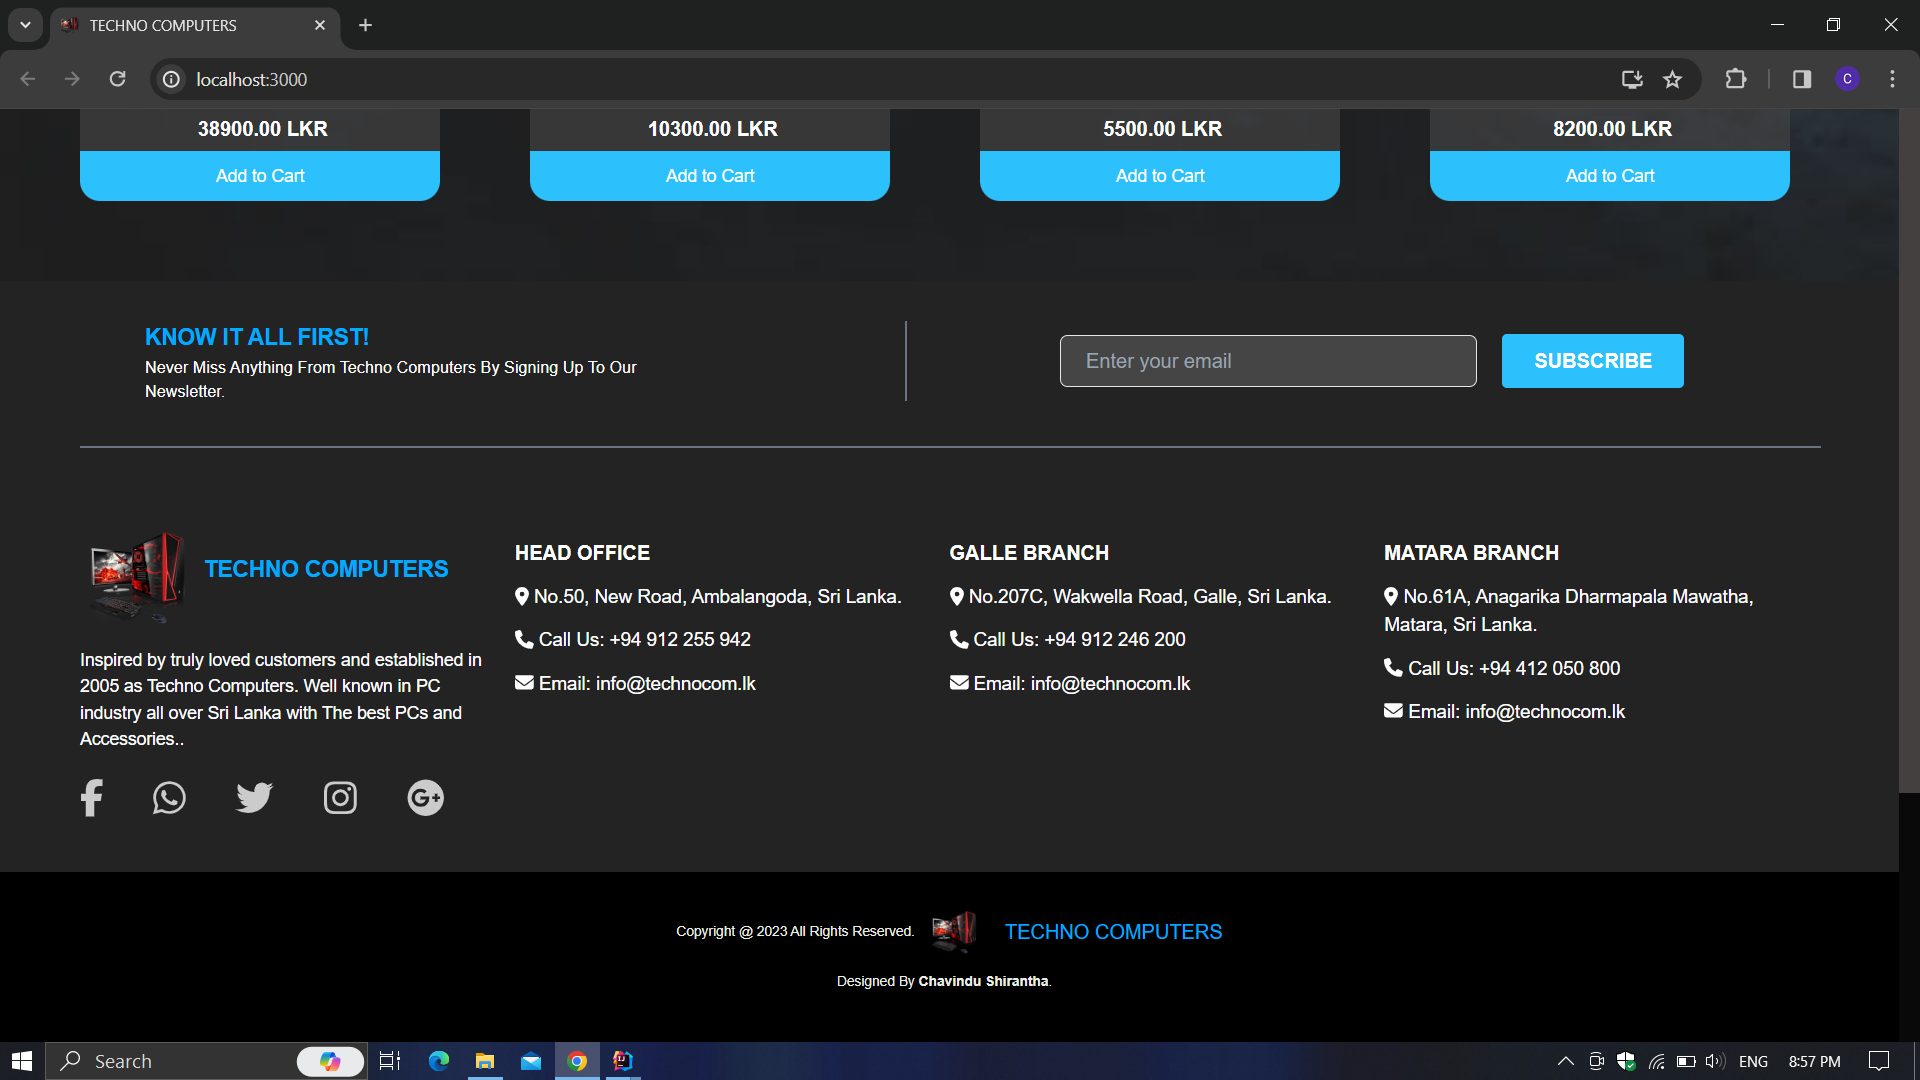 TECHNO COMPUTERS
localhost:3000
C
38900.00 LKR
10300.00 LKR
5500.00 LKR
8200.00 LKR
Add to Cart
Add to Cart
Add to Cart
Add to Cart
KNOW IT ALL FIRST!
Never Miss Anything From Techno Computers By Signing Up To Our
Newsletter.
Enter your email
SUBSCRIBE
TECHNO COMPUTERS
Inspired by truly loved customers and established in
2005 as Techno Computers. Well known in PC
industry all over Sri Lanka with The best PCs and
Accessories..
HEAD OFFICE
No.50, New Road, Ambalangoda, Sri Lanka.
Call Us: +94 912 255 942
Email: info@technocom.lk
GALLE BRANCH
No.207C, Wakwella Road, Galle, Sri Lanka.
Call Us: +94 912 246 200
Email: info@technocom.lk
MATARA BRANCH
No.61A, Anagarika Dharmapala Mawatha,
Matara, Sri Lanka.
Call Us: +94 412 050 800
Email: info@technocom.lk
G+
Copyright @ 2023 All Rights Reserved.
TECHNO COMPUTERS
Designed By Chavindu Shirantha.
Search
IJ
ENG
8:57 PM